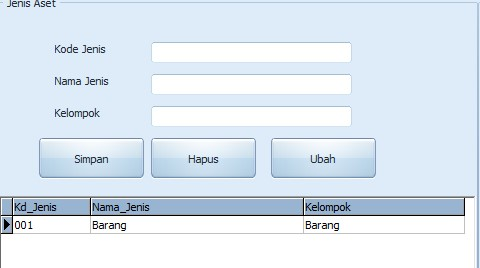 Jenis Aset
Kode Jenis
Nama Jenis
Kelompok
Simpan Hapus Ubah
Kd_Jenis Nama_Jenis Kelompok
001 Barang Barang